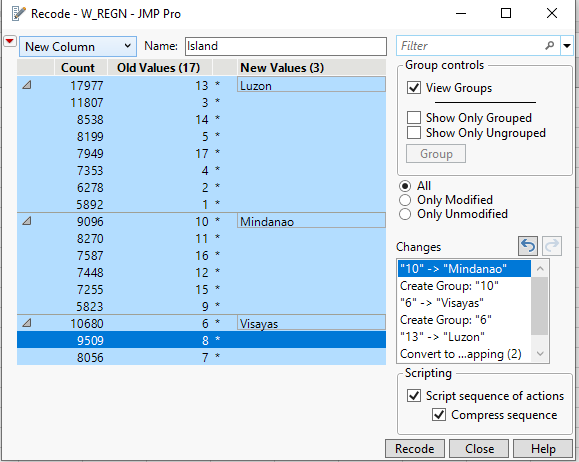 Recode - W_REGN - JMP Pro
New Column Name: Island
Count Old Values (17) * New Values (3)
17977 13 * Luzon
11807 3 *
8538 14 *
8199 5 *
7949 17 *
7353 4 *
6278 2 *
5892 1 *
9096 10 * Mindanao
8270 11 *
7587 16 *
7448 12 *
7255 15 *
5823 9 *
10680 6 * Visayas
9509 8 *
8056 7 *
Filter
Group controls
View Groups
Show Only Grouped
Show Only Ungrouped
Group
All
Only Modified
Only Unmodified
Changes
"10" -> "Mindanao"
Create Group: "10"
"6" -> "Visayas"
Create Group: "6"
"13" -> "Luzon"
Convert to ...apping (2)
Scripting
Script sequence of actions
Compress sequence
Recode Close Help